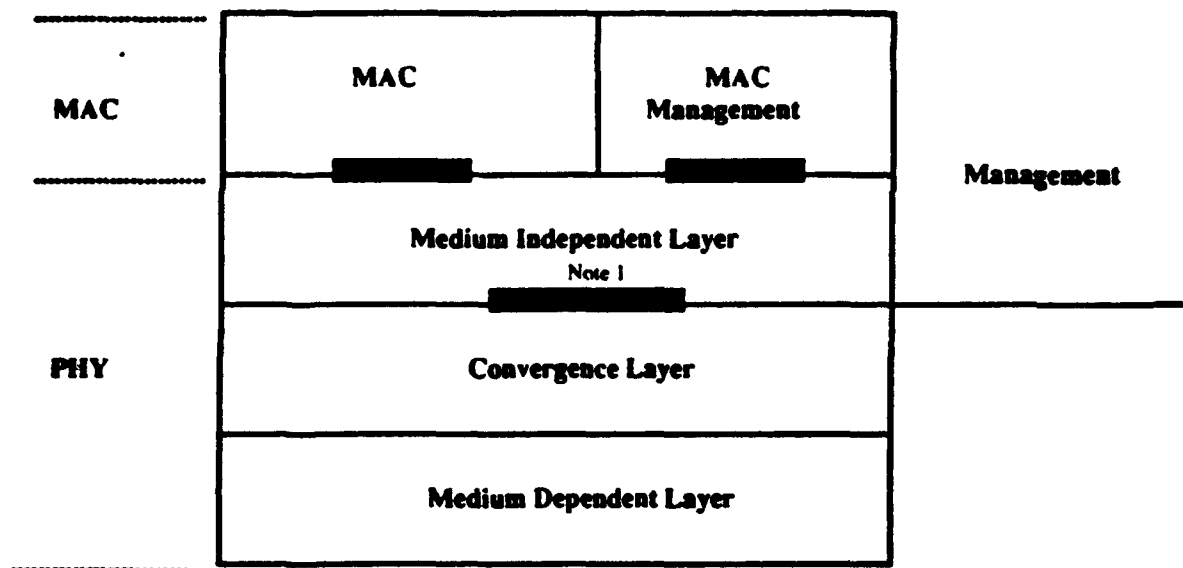 MAC
MAC
MAC
Management
Management
Medium Independent Layer
Note 1
PHY
Convergence Layer
Medium Dependent Layer